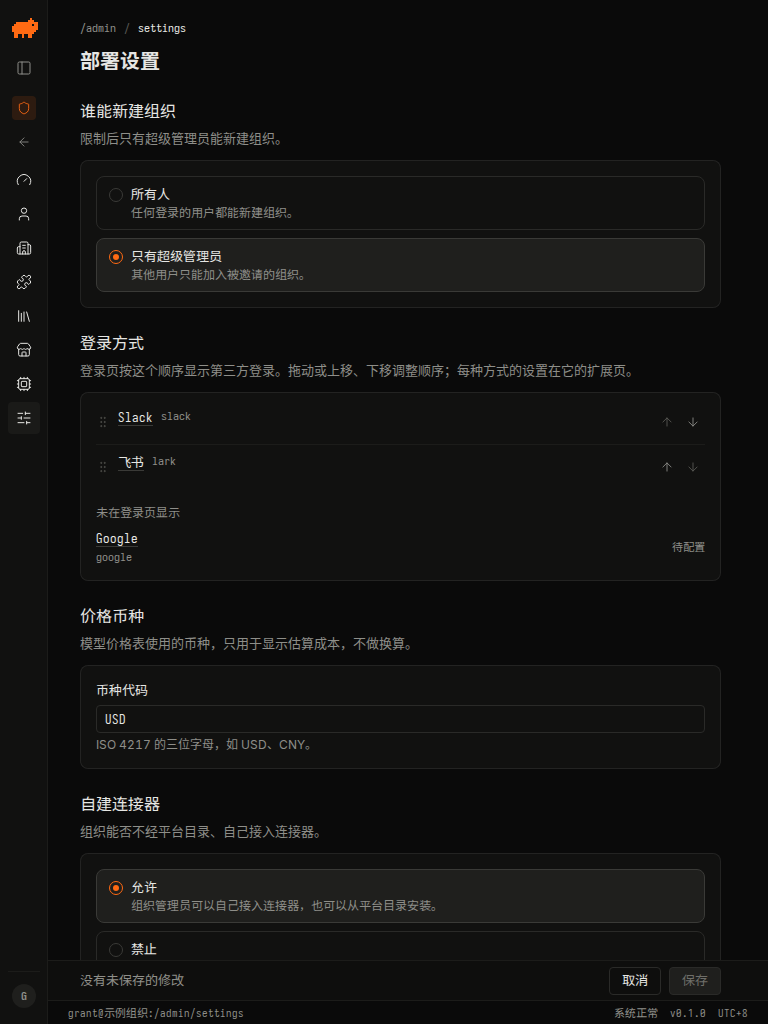 /admin / settings
部署设置
谁能新建组织
限制后只有超级管理员能新建组织。
所有人
任何登录的用户都能新建组织。
只有超级管理员
其他用户只能加入被邀请的组织。
登录方式
登录页按这个顺序显示第三方登录。拖动或上移、下移调整顺序；每种方式的设置在它的扩展页。
Slack slack
飞书 lark
未在登录页显示
Google
google
待配置
价格币种
模型价格表使用的币种，只用于显示估算成本，不做换算。
币种代码
USD
ISO 4217 的三位字母，如 USD、CNY。
自建连接器
组织能否不经平台目录、自己接入连接器。
允许
组织管理员可以自己接入连接器，也可以从平台目录安装。
禁止
没有未保存的修改
取消
保存
G
grant@示例组织:/admin/settings
系统正常 v0.1.0 UTC+8